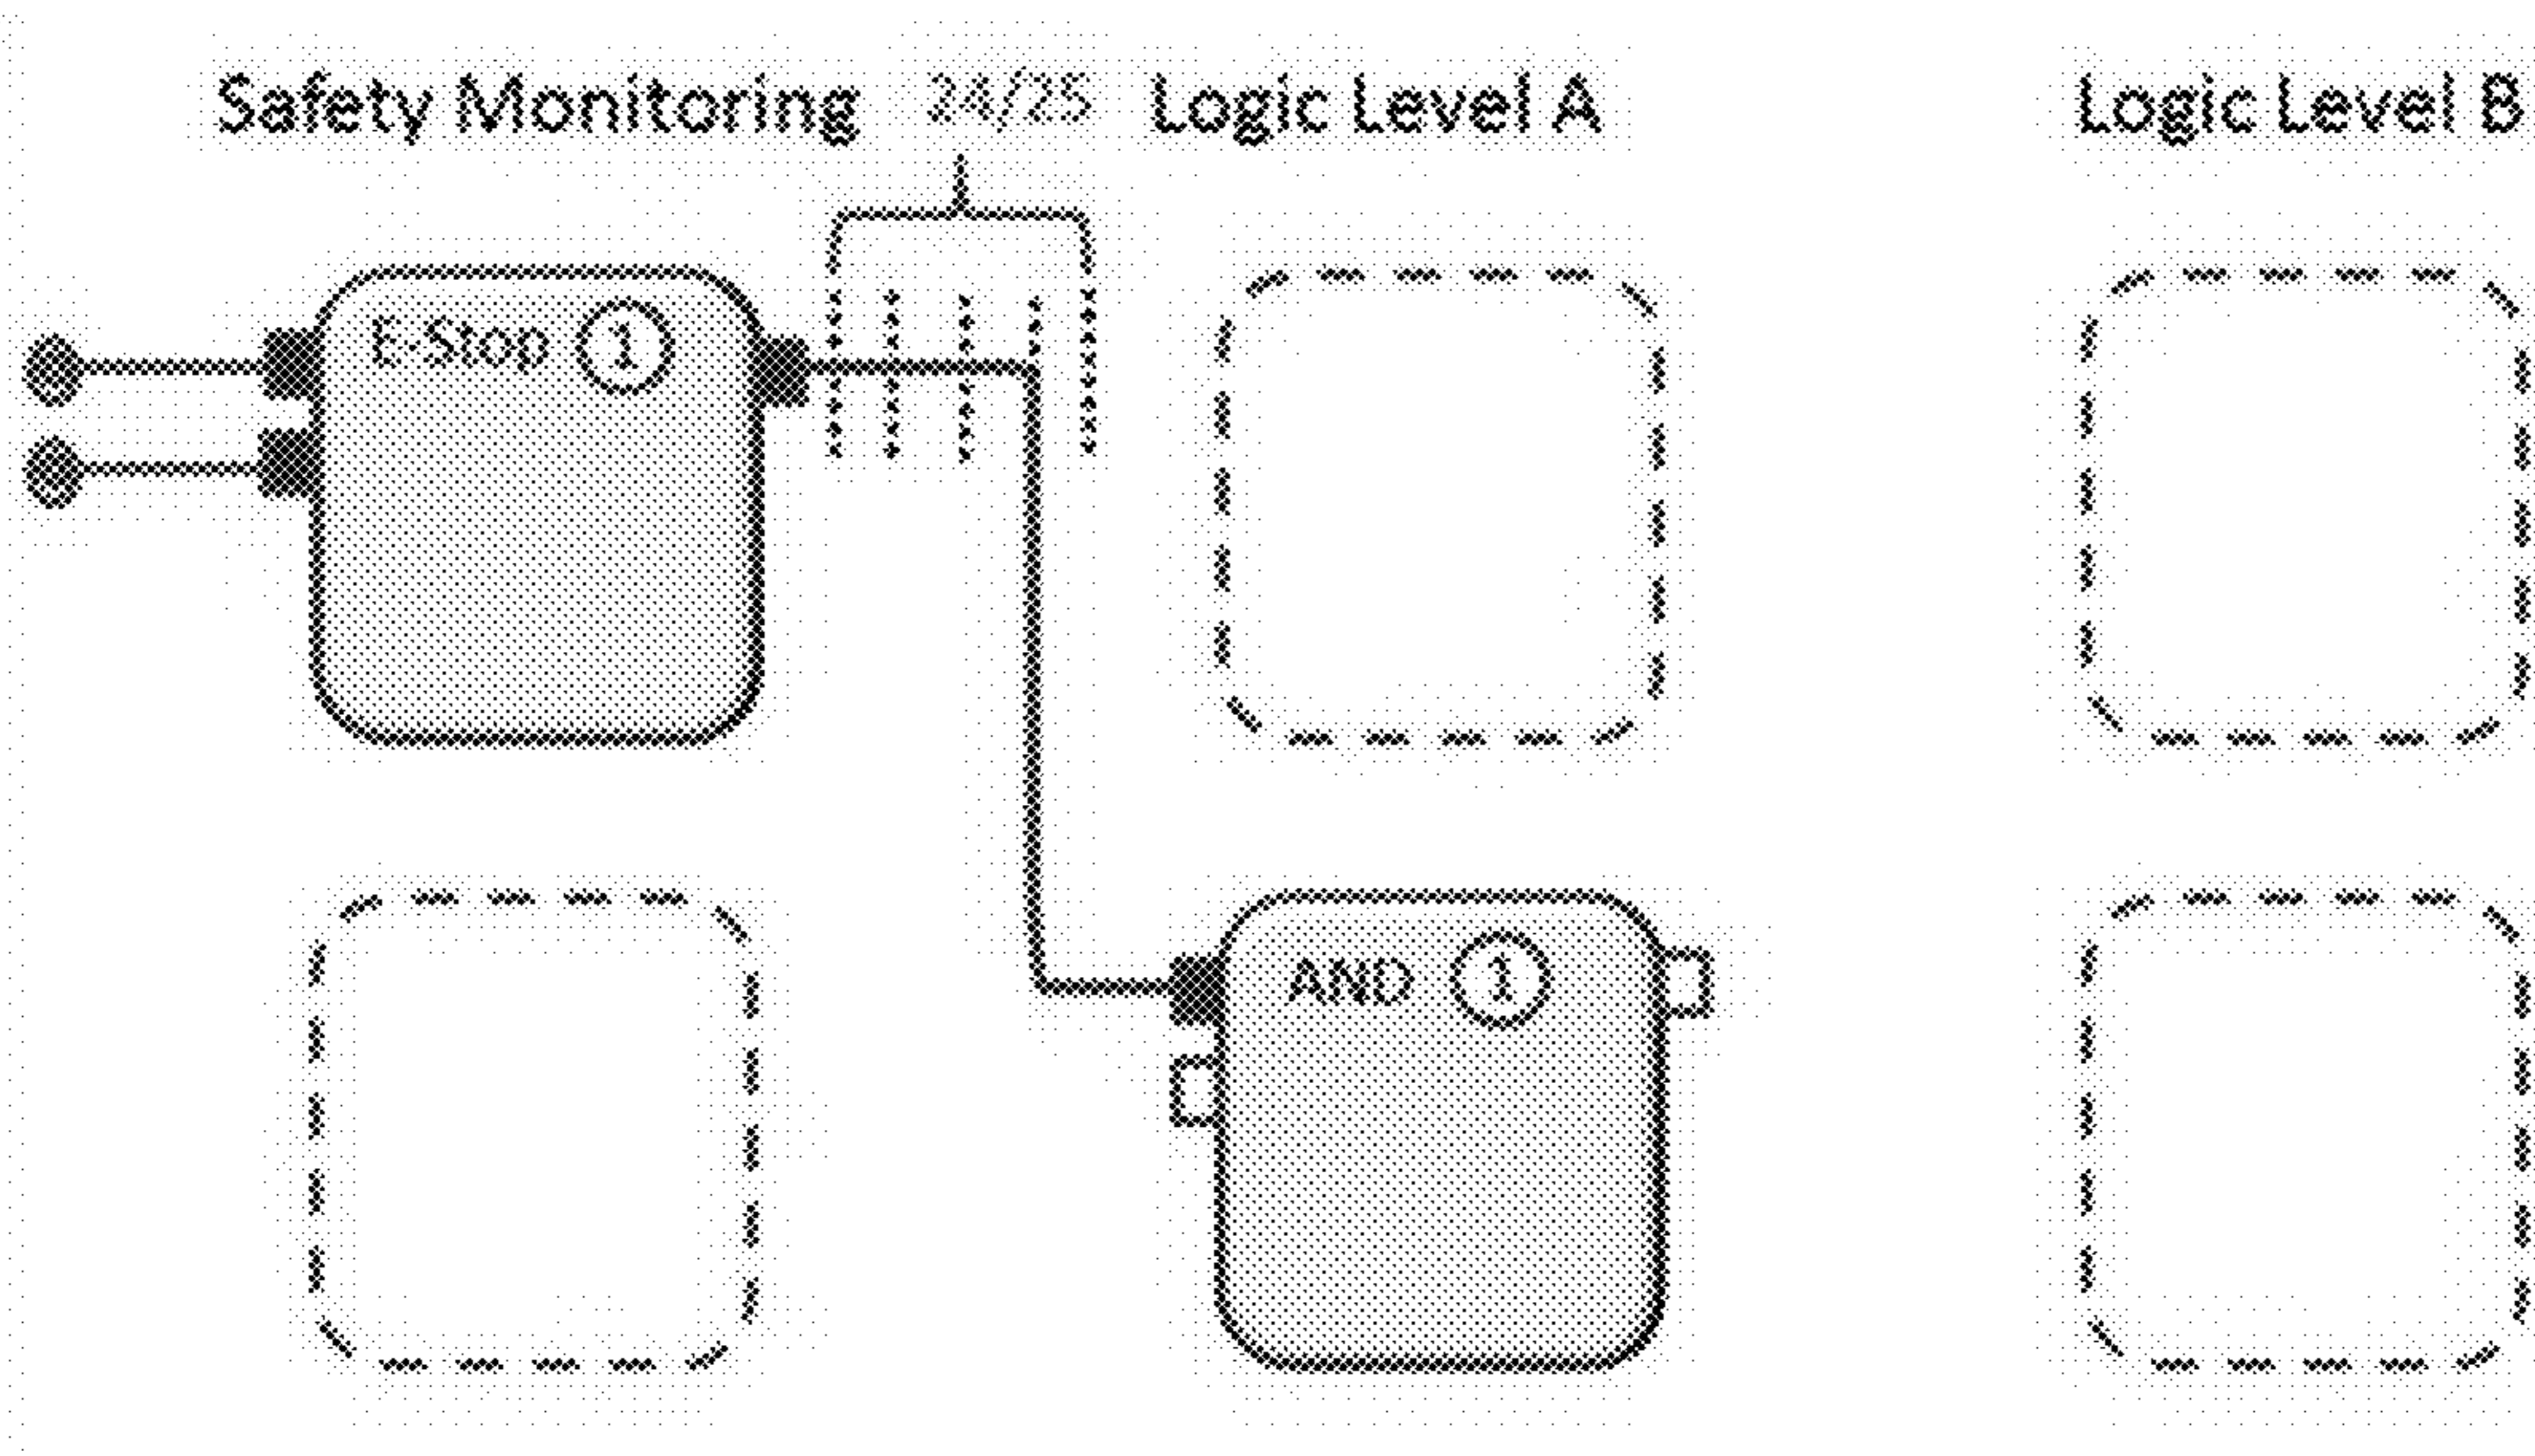 Safety Monitoring 24/25 Logic Level A Logic Level B
E-Stop 1
AND 1